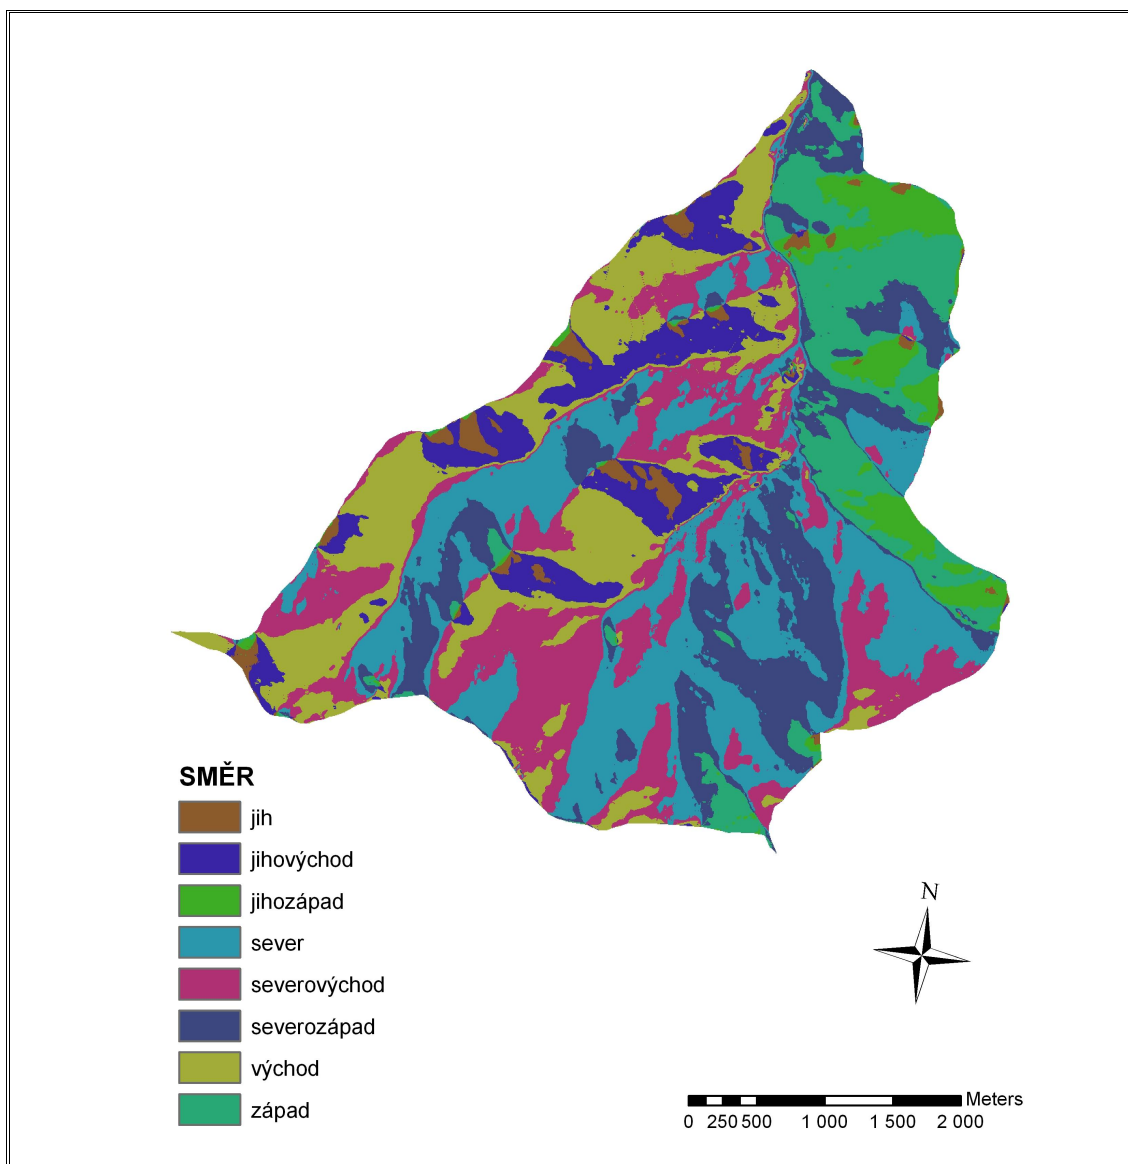 SMĚR
jih
jihovýchod
jihozápad
sever
severovýchod
severozápad
východ
západ
N
Meters
0 250 500 1 000 1 500 2 000